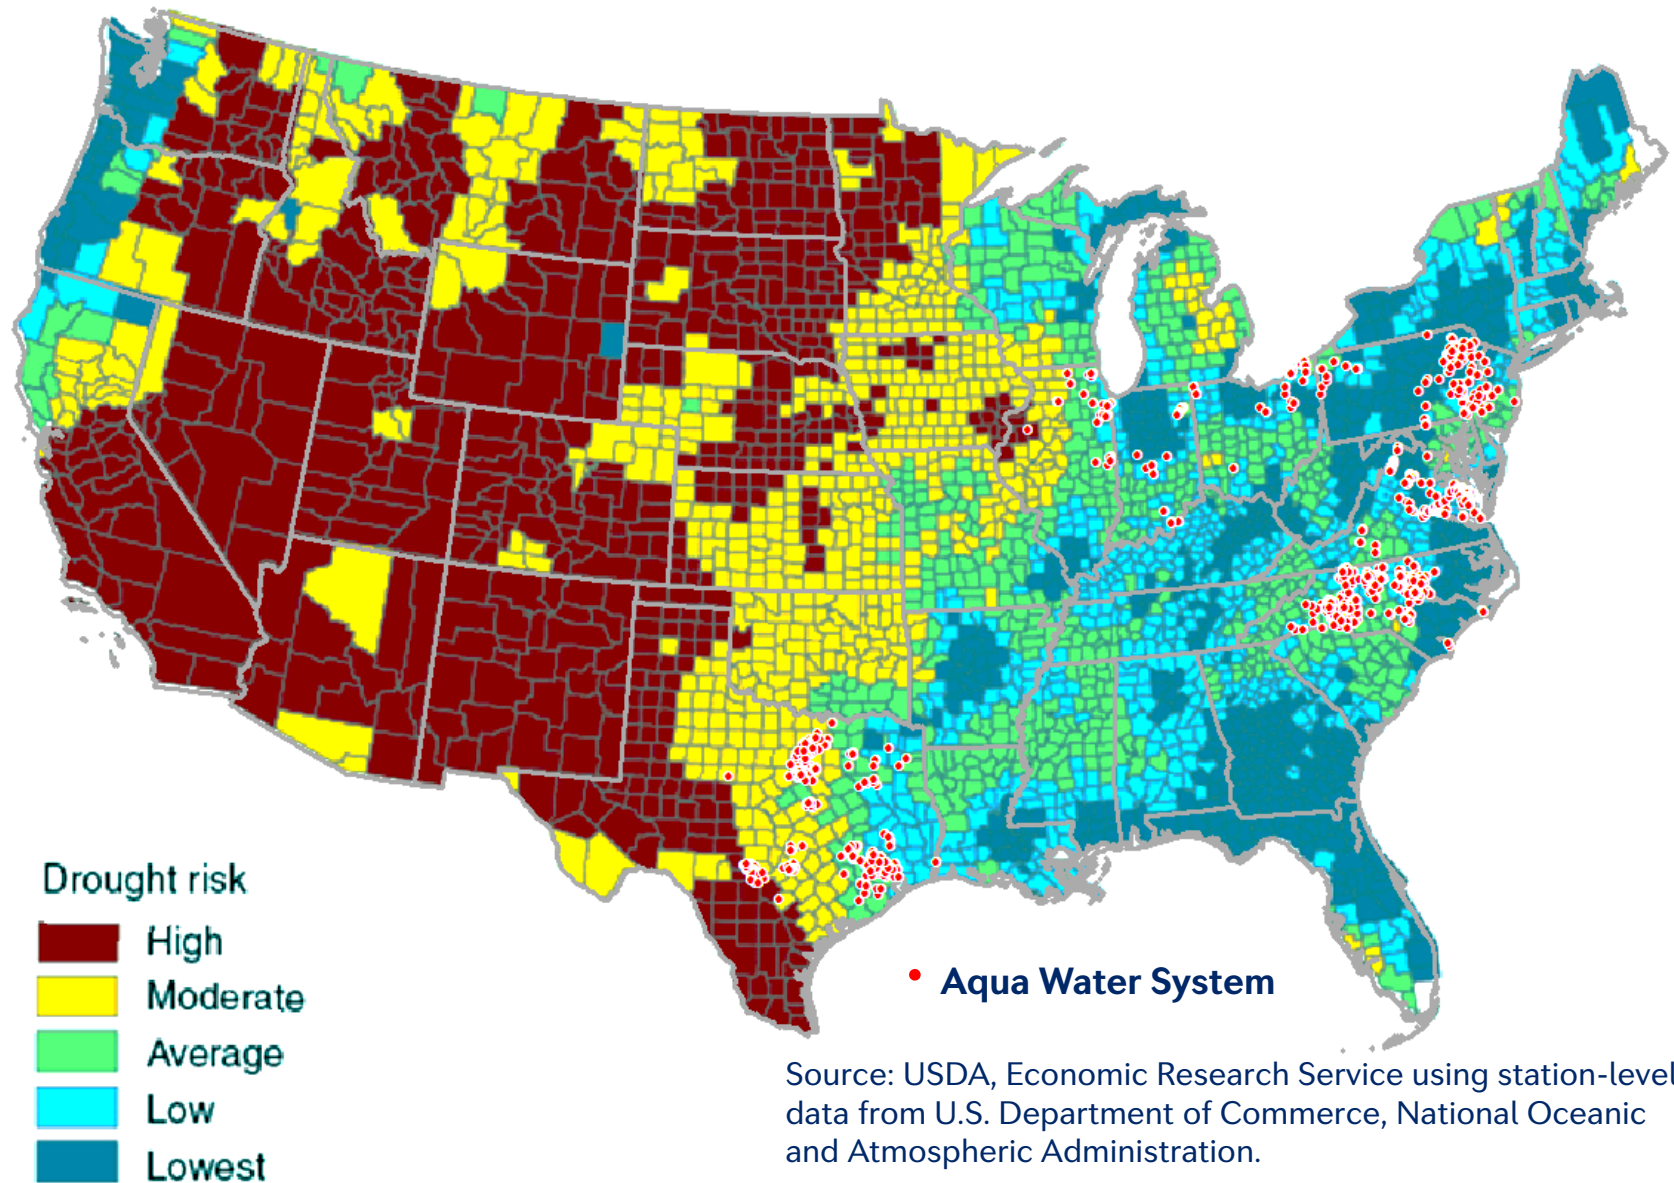 Drought risk
High
Moderate
Average
Low
Lowest
Aqua Water System
Source: USDA, Economic Research Service using station-level
data from U.S. Department of Commerce, National Oceanic
and Atmospheric Administration.